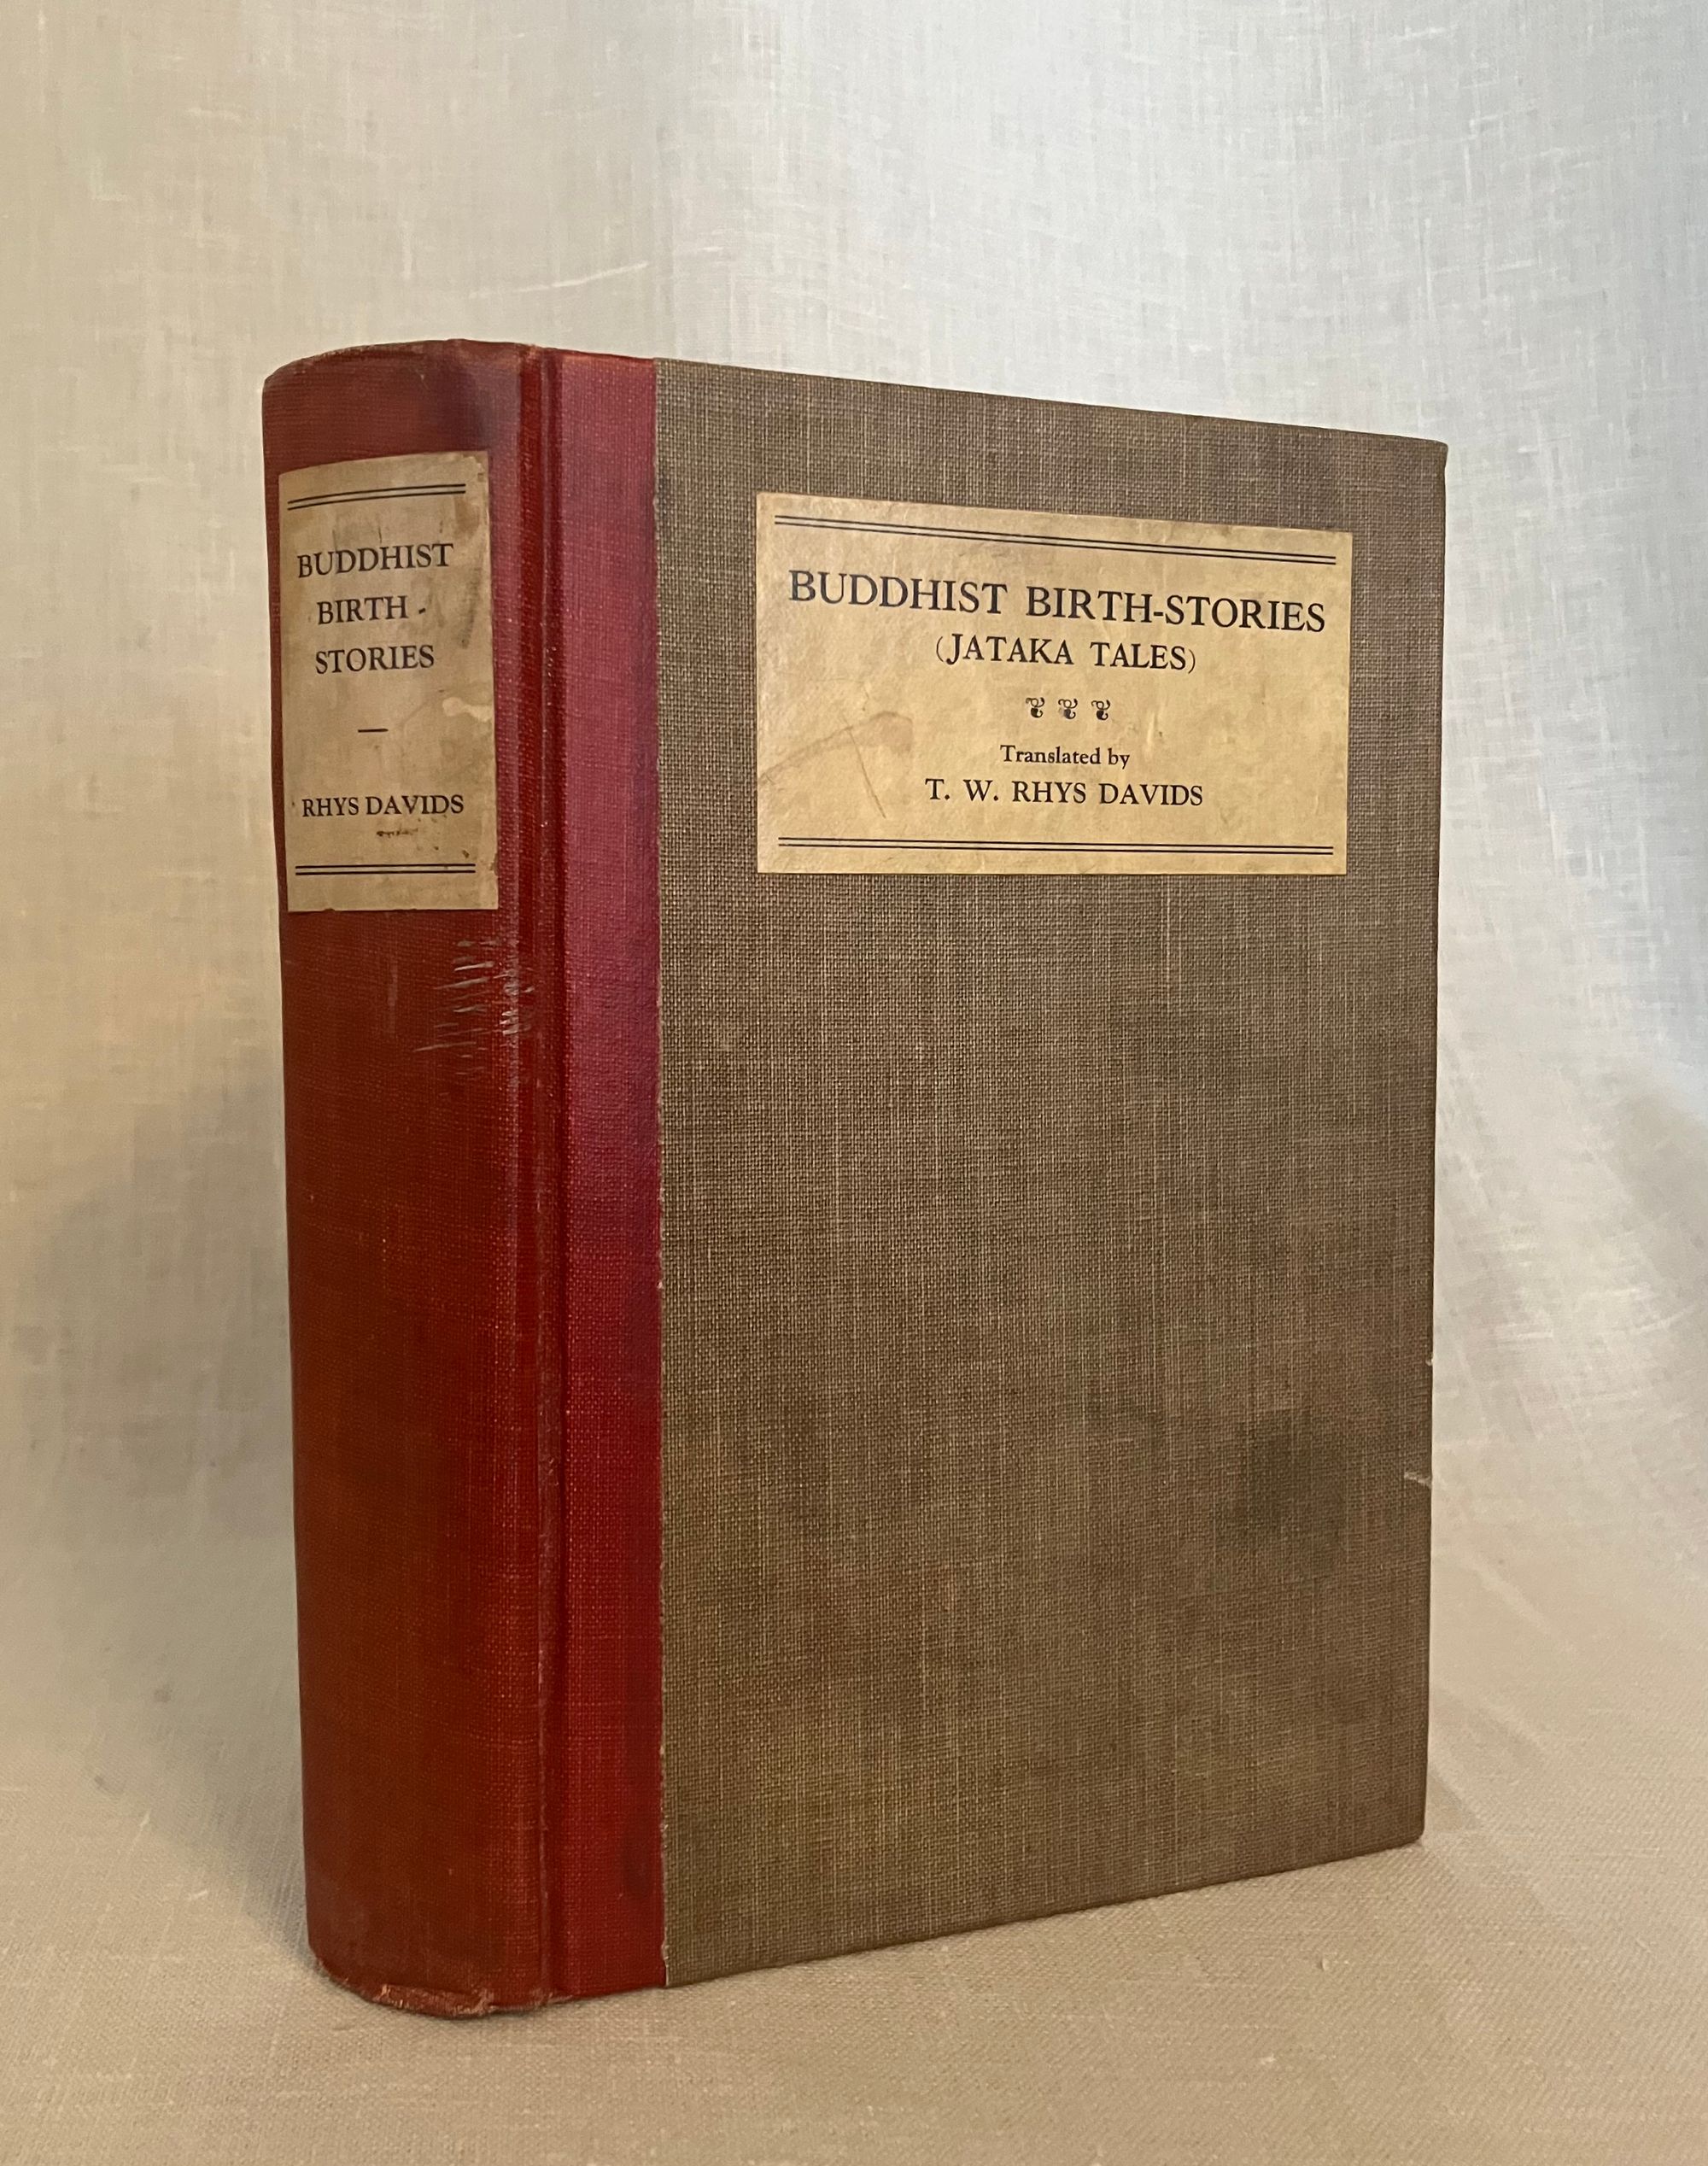 BUDDHIST
BIRTH -
STORIES
—
RHYS DAVIDS
BUDDHIST BIRTH-STORIES
(JATAKA TALES)
Translated by
T. W. RHYS DAVIDS